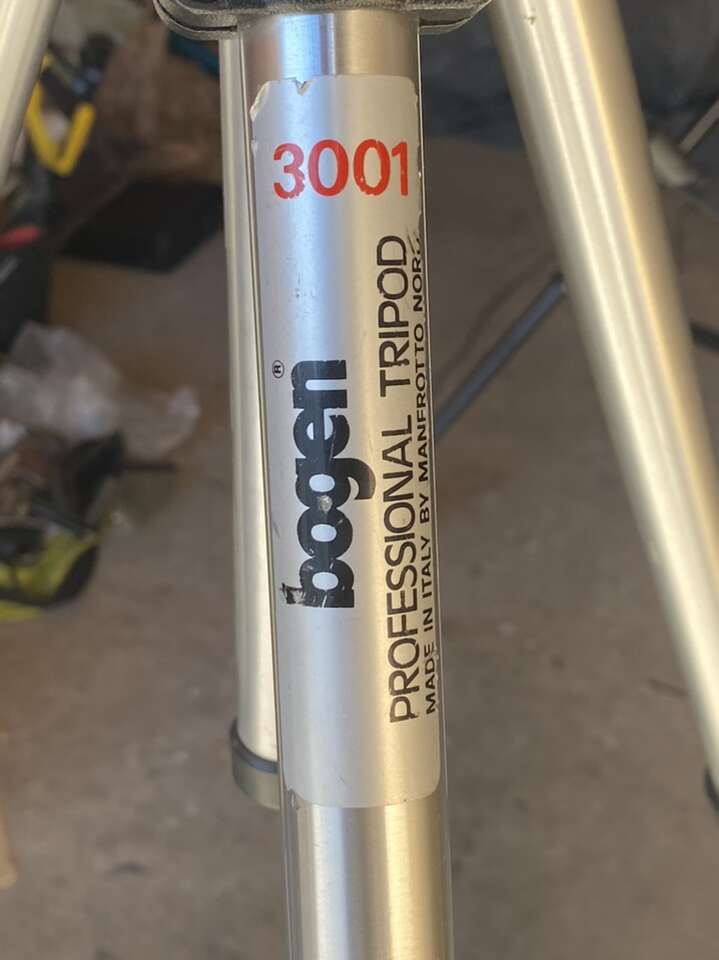 3001
bogen®
PROFESSIONAL TRIPOD
MADE IN ITALY BY MANFROTTO